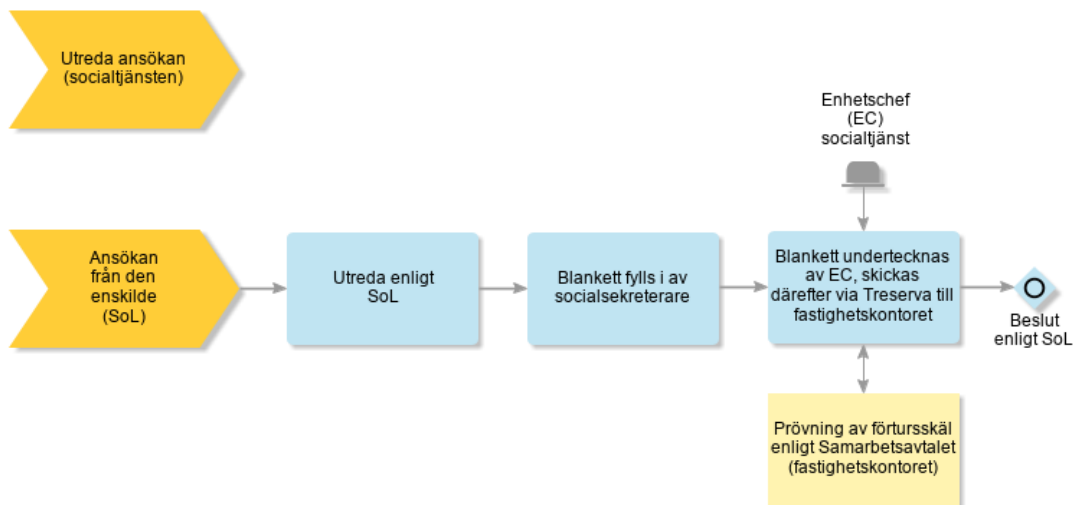 Utreda ansökan
(socialtjänsten)
Enhetschef
(EC)
socialtjänst
Ansökan
från den
enskilde
(SoL)
Utreda enligt
SoL
Blankett fylls i av
socialsekreterare
Blankett undertecknas
av EC, skickas
därefter via Treserva till
fastighetskontoret
Beslut
enligt SoL
Prövning av förtursskäl
enligt Samarbetsavtalet
(fastighetskontoret)